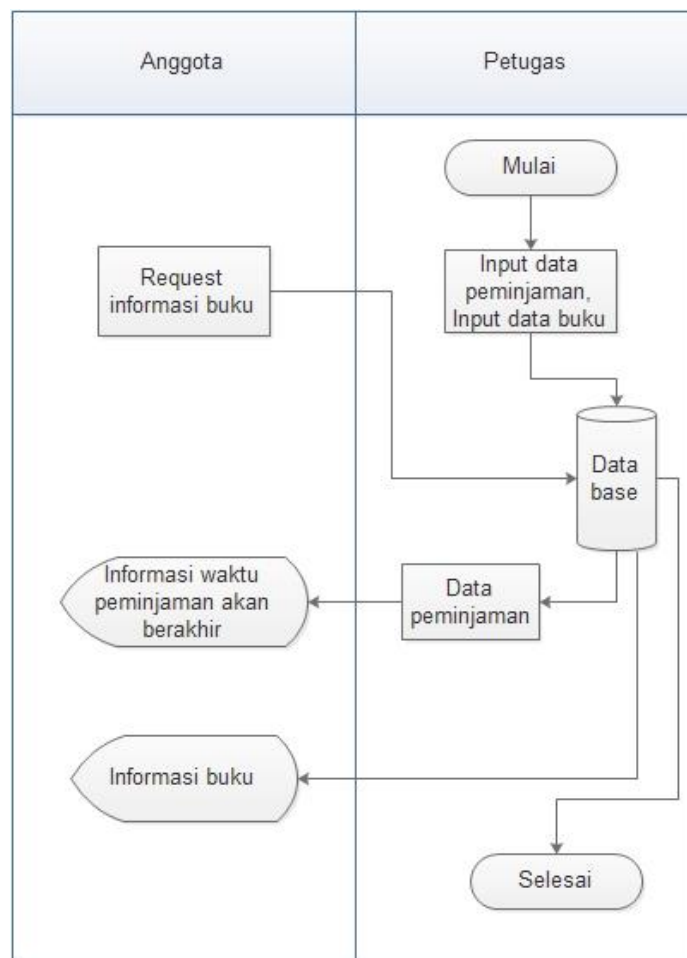 Anggota
Petugas
Mulai
Request
informasi buku
Input data
peminjaman,
Input data buku
Data
base
Informasi waktu
peminjaman akan
berakhir
Data
peminjaman
Informasi buku
Selesai